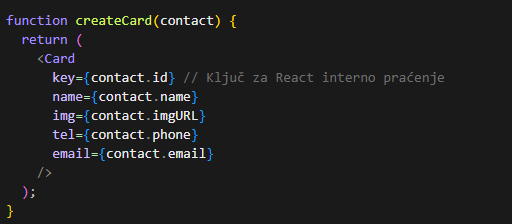 function createCard(contact) {
  return (
    <Card
      key={contact.id} // Ključ za React interno praćenje
      name={contact.name}
      img={contact.imgURL}
      tel={contact.phone}
      email={contact.email}
    />
  );
}